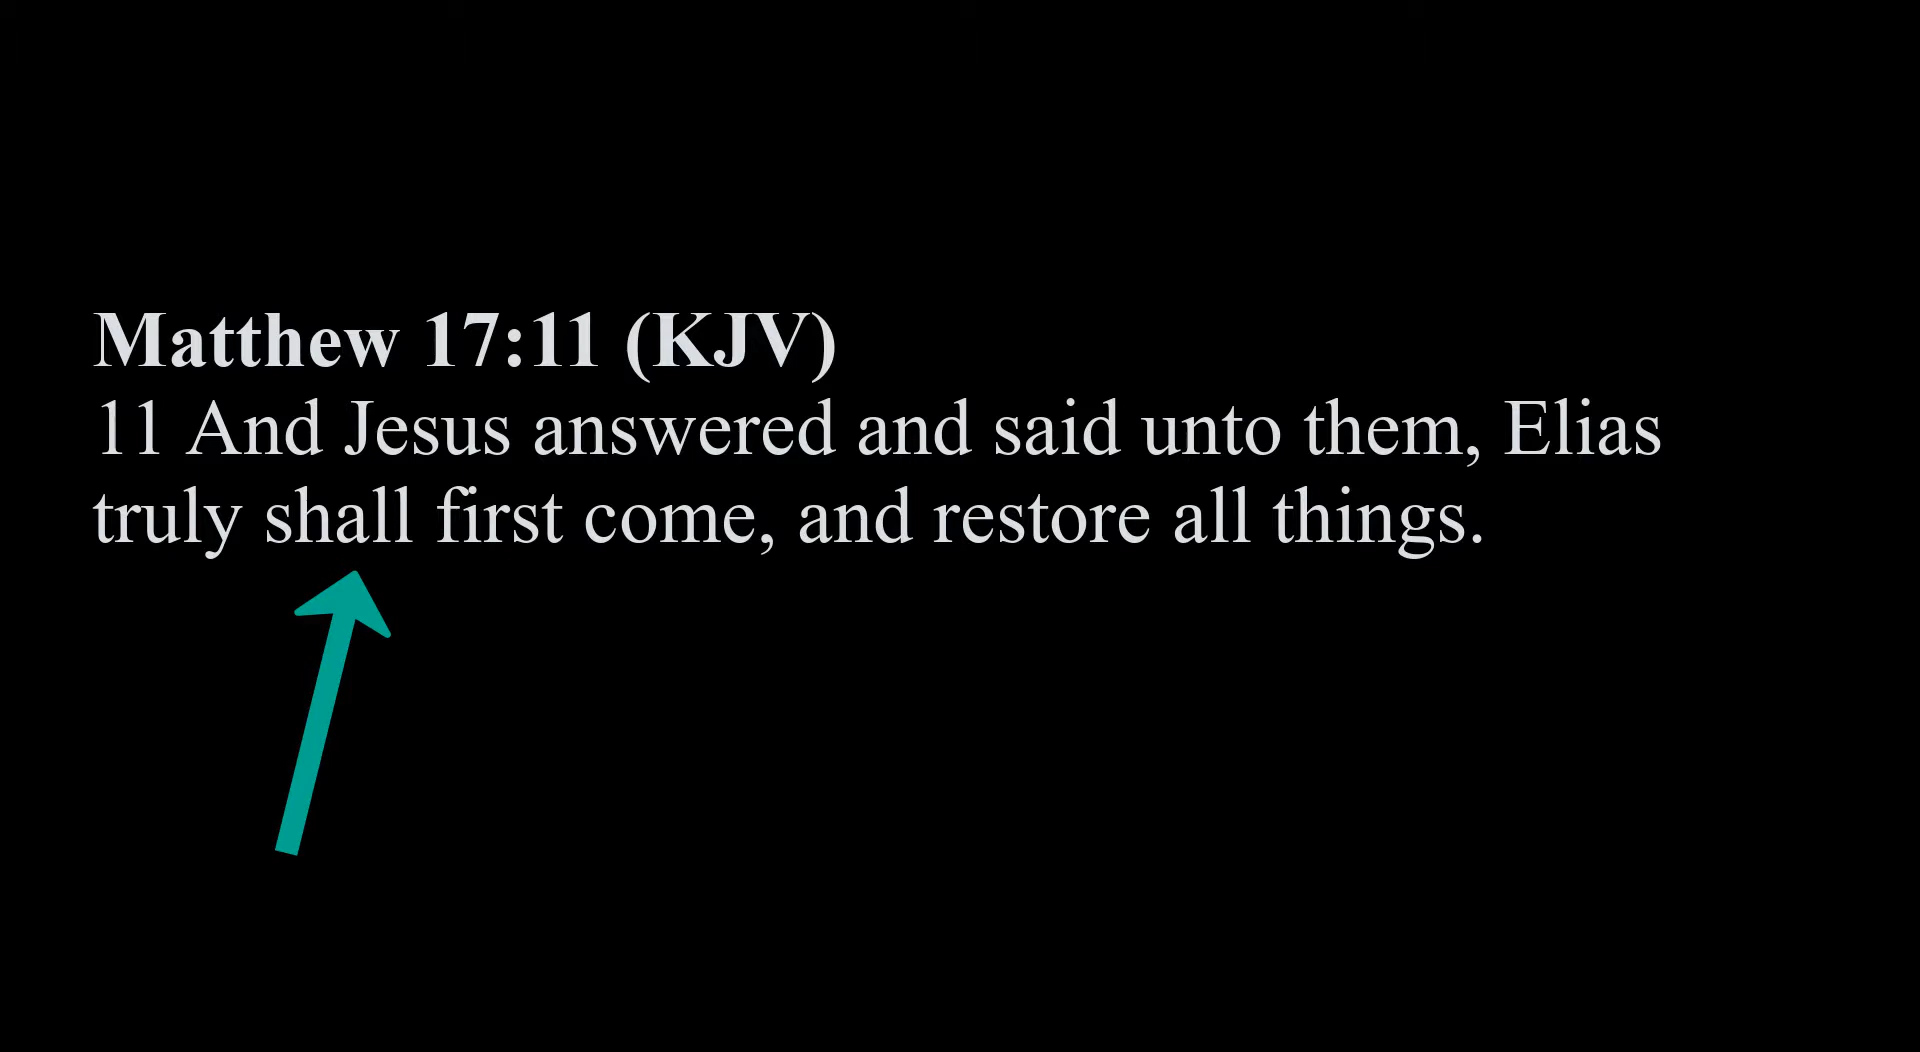 Matthew 17:11 (KJV)
11 And Jesus answered and said unto them, Elias
truly shall first come, and restore all things.